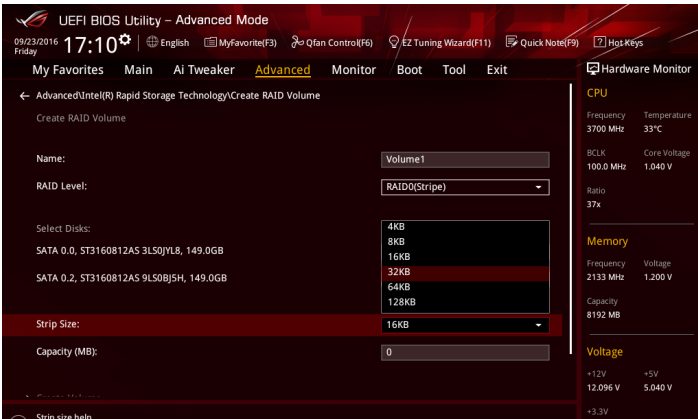 UEFI BIOS Utility – Advanced Mode
09/23/2016
Friday
17:10
English
MyFavorite(F3)
Qfan Control(F6)
EZ Tuning Wizard(F11)
Quick Note(F9)
Hot Keys
My Favorites Main Ai Tweaker Advanced Monitor Boot Tool Exit
Hardware Monitor
Advanced\Intel(R) Rapid Storage Technology\Create RAID Volume
Create RAID Volume
Name: Volume1
RAID Level: RAID0(Stripe)
Select Disks:
SATA 0.0, ST3160812AS 3LS0JYL8, 149.0GB
SATA 0.2, ST3160812AS 9LS0BJ5H, 149.0GB
4KB
8KB
16KB
32KB
64KB
128KB
Strip Size: 16KB
Capacity (MB): 0
Create Volume
Strip size help
CPU
Frequency Temperature
3700 MHz 33°C
BCLK Core Voltage
100.0 MHz 1.040 V
Ratio
37x
Memory
Frequency Voltage
2133 MHz 1.200 V
Capacity
8192 MB
Voltage
+12V +5V
12.096 V 5.040 V
+3.3V